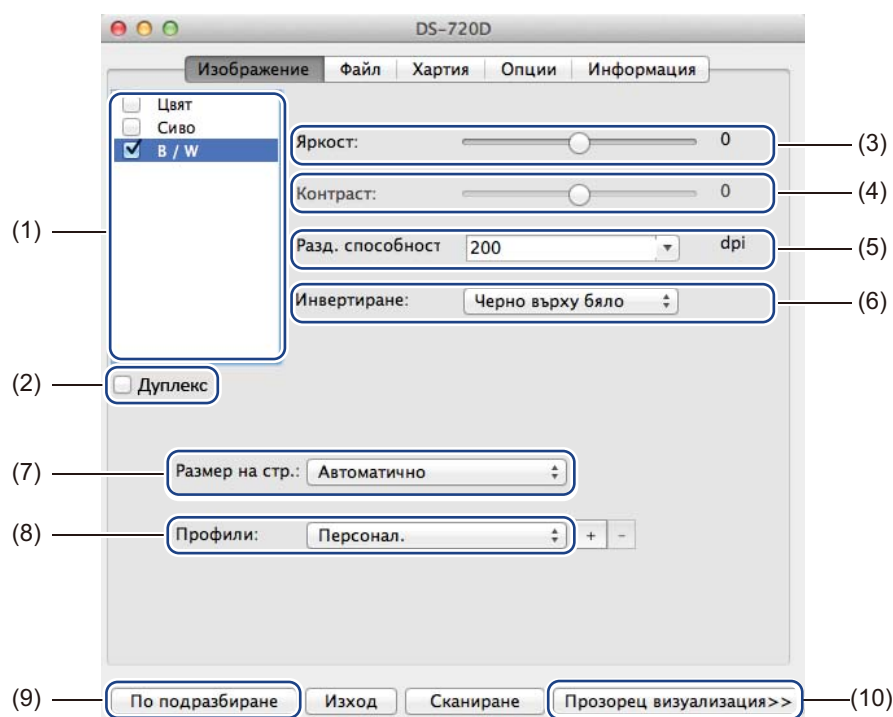 DS-720D
Изображение Файл Хартия Опции Информация
Цвят
Сиво
B / W
Яркост: 0 (3)
Контраст: 0 (4)
(1)
Разд. способност 200 dpi (5)
Инвертиране: Черно върху бяло (6)
(2) Дуплекс
(7) Размер на стр.: Автоматично
(8) Профили: Персонал. + -
(9) По подразбиране Изход Сканиране Прозорец визуализация>> (10)